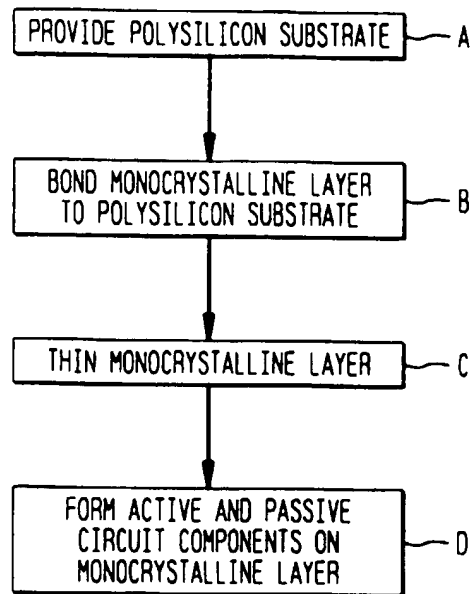 PROVIDE POLYSILICON SUBSTRATE A
BOND MONOCRYSTALLINE LAYER
TO POLYSILICON SUBSTRATE
B
THIN MONOCRYSTALLINE LAYER C
FORM ACTIVE AND PASSIVE
CIRCUIT COMPONENTS ON
MONOCRYSTALLINE LAYER
D